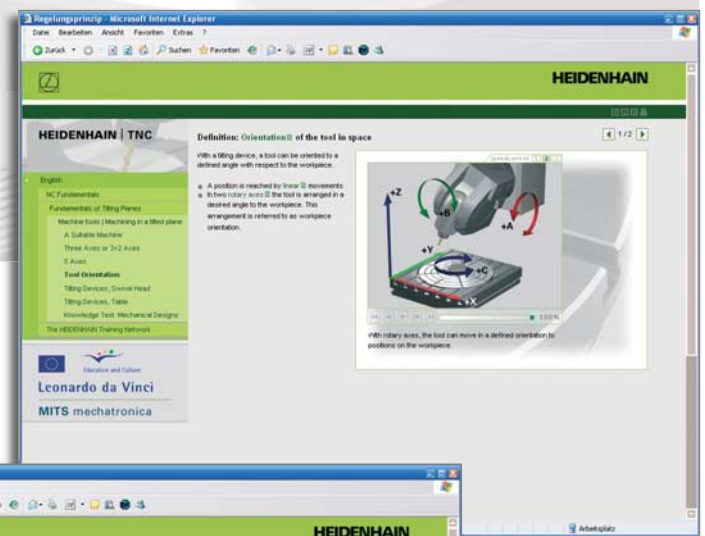 Regelungsprinzip - Microsoft Internet Explorer
Datei Bearbeiten Ansicht Favoriten Extras ?
Zurück Suchen Favoriten
HEIDENHAIN
HEIDENHAIN | TNC
English
NC Fundamentals
Fundamentals of Tilting Planes
Machine tools | Machining in a tilted plane
A Suitable Machine
Three Axes or 3+2 Axes
5 Axes
Tool Orientation
Tilting Devices, Swivel Head
Tilting Devices, Table
Knowledge Test: Mechanical Designs
The HEIDENHAIN Training Network
Education and Culture
Leonardo da Vinci
MITS mechatronica
Definition: Orientation of the tool in space
1/2
With a tilting device, a tool can be oriented to a
defined angle with respect to the workpiece.
A position is reached by linear movements
In two rotary axes the tool is arranged in a
desired angle to the workpiece. This
arrangement is referred to as workpiece
orientation.
+Z
+B
+A
+Y
+C
+X
100%
With rotary axes, the tool can move in a defined orientation to
positions on the workpiece.
Arbeitsplatz
HEIDENHAIN